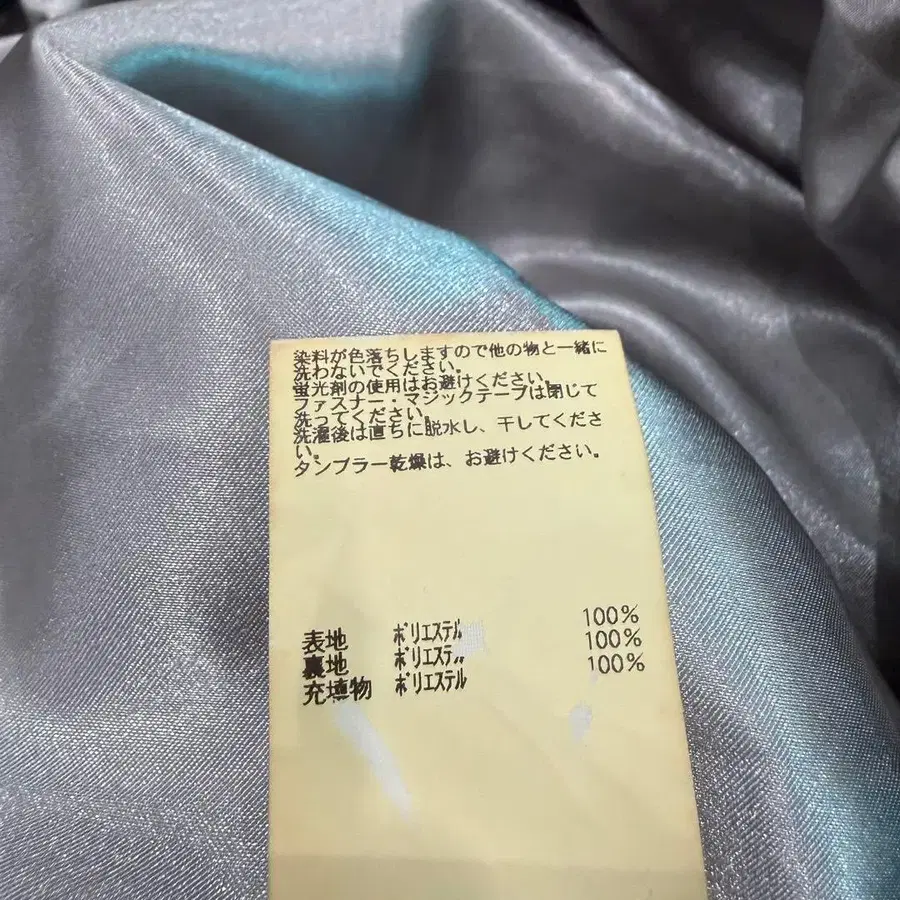 染料が色落ちしますので他の物と一緒に
洗わないでください。
蛍光剤の使用はお避けください。
ファスナー・マジックテープは閉じて
洗ってください。
洗濯後は直ちに脱水し、干してくださ
い。
タンブラー乾燥は、お避けください。
表地 ポリエステル 100%
裏地 ポリエステル 100%
充填物 ポリエステル 100%